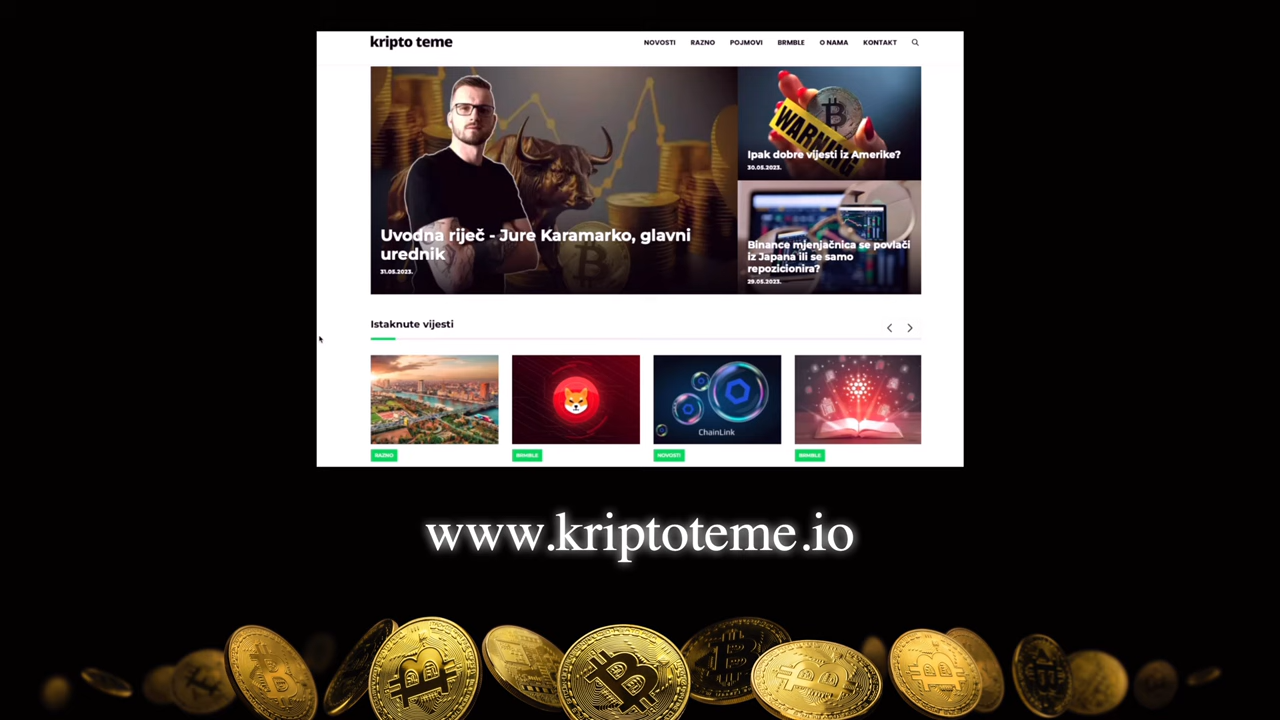 kripto teme
NOVOSTI RAZNO POJMOVI BRMBLE O NAMA KONTAKT
Uvodna riječ - Jure Karamarko, glavni
urednik
31.05.2023.
WARNING
Ipak dobre vijesti iz Amerike?
30.05.2023.
Binance mjenjačnica se povlači
iz Japana ili se samo
repozicionira?
29.05.2023.
Istaknute vijesti
ChainLink
RAZNO
BRMBLE
NOVOSTI
BRMBLE
www.kriptoteme.io